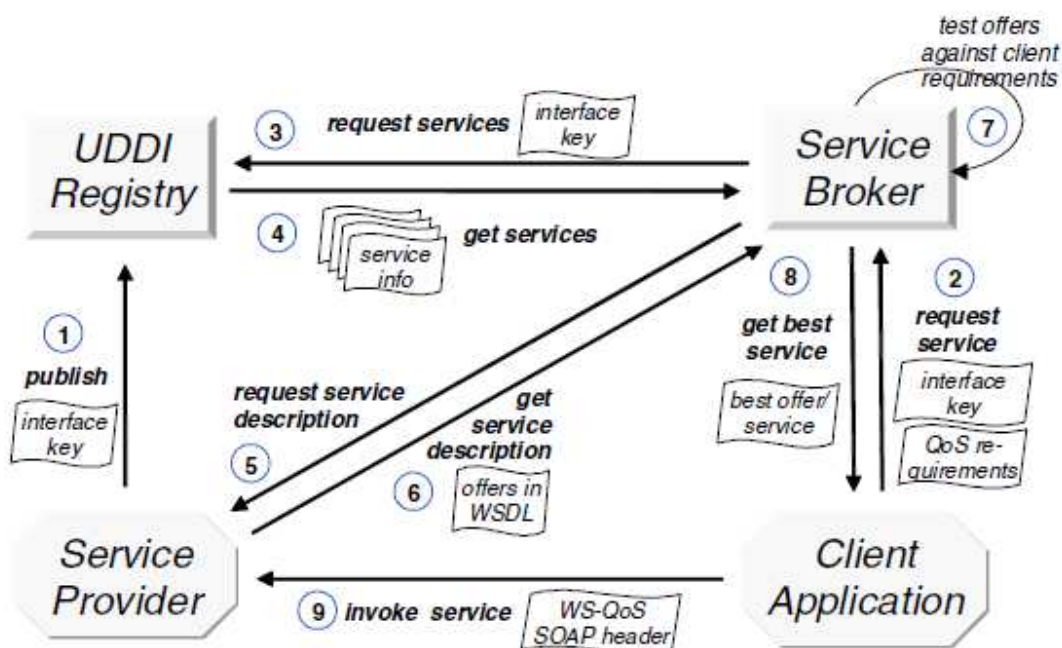 test offers
against client
requirements
7
UDDI
Registry
3
request services
interface
key
Service
Broker
4
service
info
get services
1
publish
interface
key
8
get best
service
best offer/
service
2
request
service
interface
key
QoS re-
quirements
request service
description
5
get
service
description
6
offers in
WSDL
Service
Provider
Client
Application
9
invoke service
WS-QoS
SOAP header